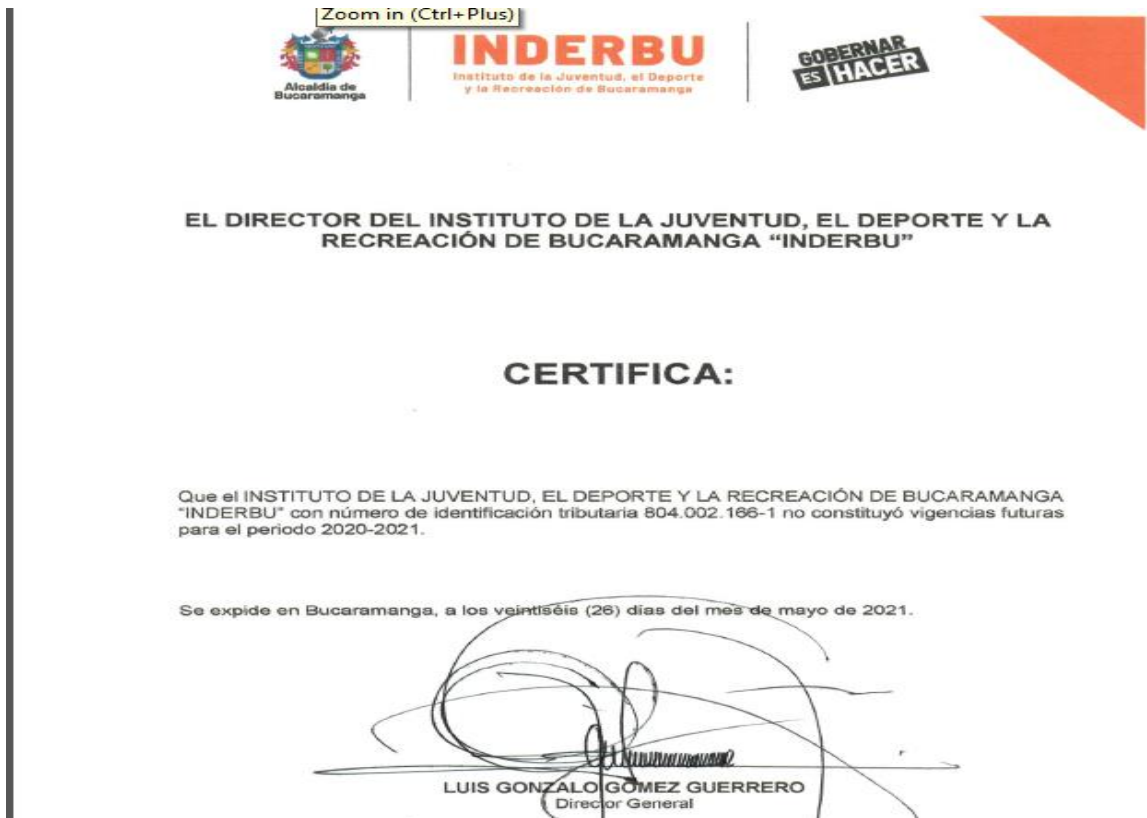 Zoom in (Ctrl+Plus)
Alcaldía de
Bucaramanga
INDERBU
Instituto de la Juventud, el Deporte
y la Recreación de Bucaramanga
GOBERNAR
ES HACER
EL DIRECTOR DEL INSTITUTO DE LA JUVENTUD, EL DEPORTE Y LA
RECREACIÓN DE BUCARAMANGA “INDERBU”
CERTIFICA:
Que el INSTITUTO DE LA JUVENTUD, EL DEPORTE Y LA RECREACIÓN DE BUCARAMANGA
“INDERBU” con número de identificación tributaria 804.002.166-1 no constituyó vigencias futuras
para el periodo 2020-2021.
Se expide en Bucaramanga, a los veintiséis (26) días del mes de mayo de 2021.
LUIS GONZALO GÓMEZ GUERRERO
Director General